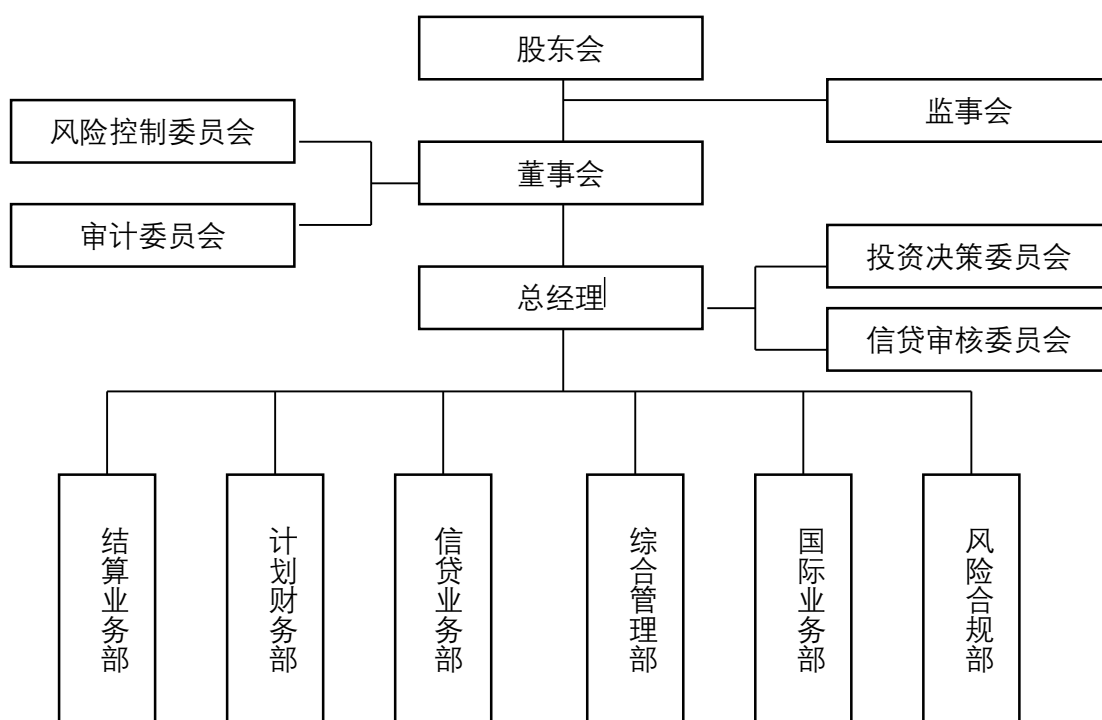 股东会
监事会
风险控制委员会
董事会
审计委员会
投资决策委员会
总经理
信贷审核委员会
结算业务部
计划财务部
信贷业务部
综合管理部
国际业务部
风险合规部